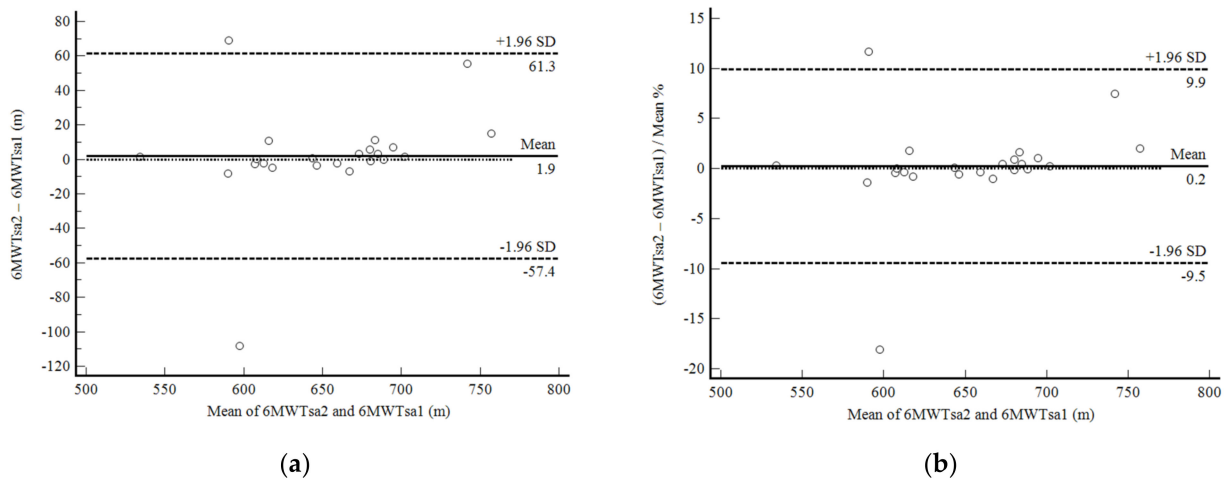 80
60
40
20
0
-20
-40
-60
-80
-100
-120
6MWTsa2 – 6MWTsa1 (m)
+1.96 SD
61.3
Mean
1.9
-1.96 SD
-57.4
500 550 600 650 700 750 800
Mean of 6MWTsa2 and 6MWTsa1 (m)
(a)
15
10
5
0
-5
-10
-15
-20
(6MWTsa2 – 6MWTsa1) / Mean %
+1.96 SD
9.9
Mean
0.2
-1.96 SD
-9.5
500 550 600 650 700 750 800
Mean of 6MWTsa2 and 6MWTsa1 (m)
(b)